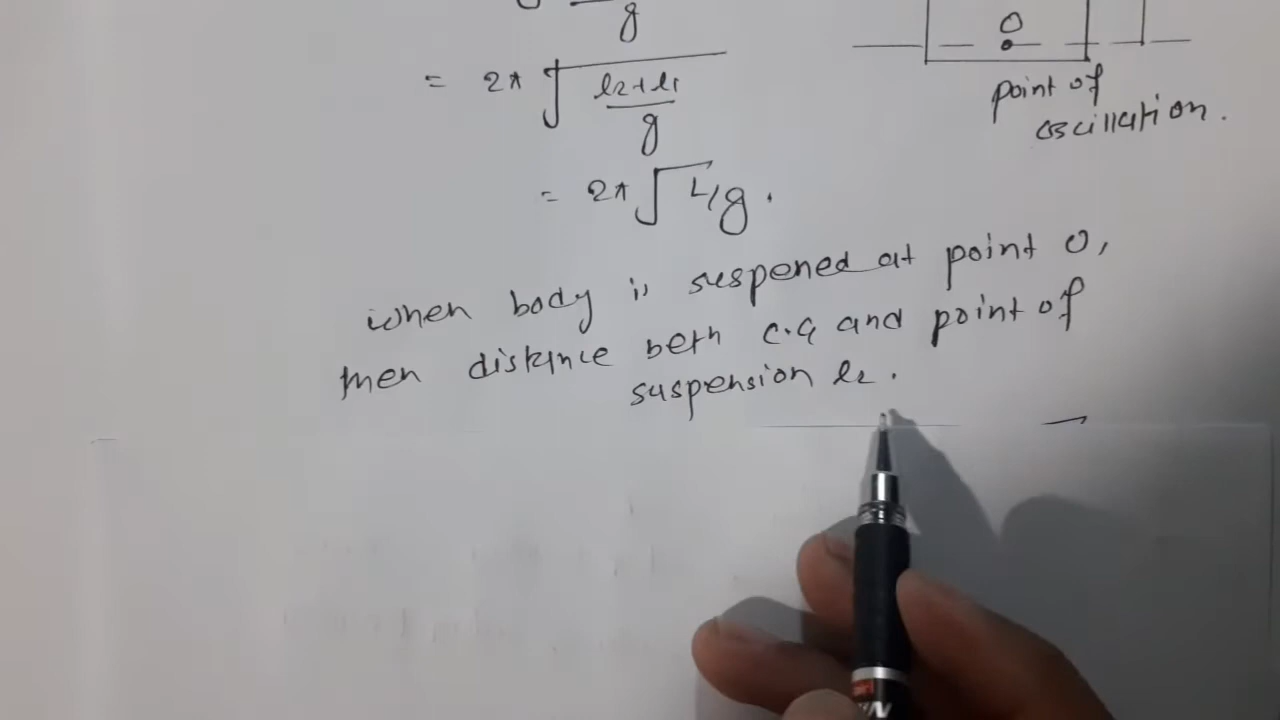 g
O
= 2π √ l2+l1
g
point of
oscillation.
= 2π √ L/g .
when body is suspened at point O,
then distance betn C.G and point of
suspension l2 .